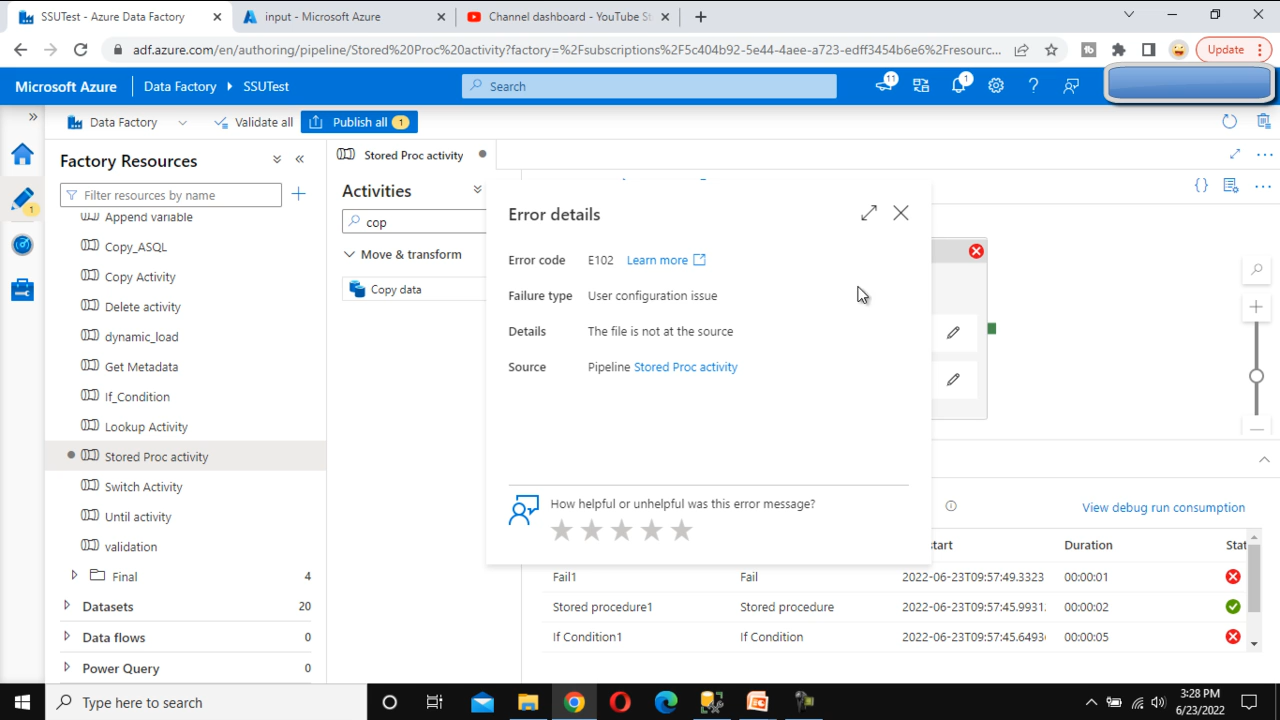 SSUTest - Azure Data Factory
input - Microsoft Azure
Channel dashboard - YouTube St
adf.azure.com/en/authoring/pipeline/Stored%20Proc%20activity?factory=%2Fsubscriptions%2F5c404b92-5e44-4aee-a723-edff3454b6e6%2Fresourc...
Update
Microsoft Azure
Data Factory
SSUTest
Search
11
1
Data Factory
Validate all
Publish all
1
Factory Resources
Stored Proc activity
Filter resources by name
Append variable
Copy_ASQL
Copy Activity
Delete activity
dynamic_load
Get Metadata
If_Condition
Lookup Activity
Stored Proc activity
Switch Activity
Until activity
validation
Final 4
Datasets 20
Data flows 0
Power Query 0
Activities
cop
Move & transform
Copy data
Error details
Error code E102 Learn more
Failure type User configuration issue
Details The file is not at the source
Source Pipeline Stored Proc activity
How helpful or unhelpful was this error message?
View debug run consumption
start Duration Stat
Fail1 Fail 2022-06-23T09:57:49.3323 00:00:01
Stored procedure1 Stored procedure 2022-06-23T09:57:45.9931 00:00:02
If Condition1 If Condition 2022-06-23T09:57:45.6493 00:00:05
Type here to search
3:28 PM
6/23/2022